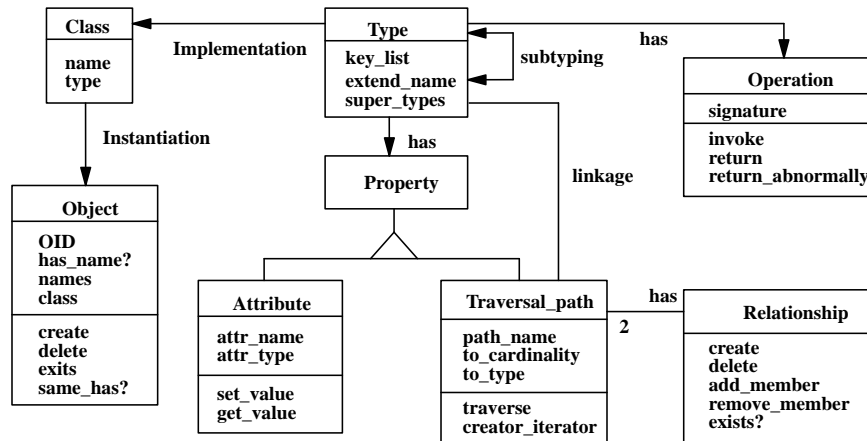 Class
name
type
Implementation
Type
key_list
extend_name
super_types
subtyping
has
Operation
signature
invoke
return
return_abnormally
Instantiation
has
Property
linkage
Object
OID
has_name?
names
class
create
delete
exits
same_has?
Attribute
attr_name
attr_type
set_value
get_value
Traversal_path
path_name
to_cardinality
to_type
traverse
creator_iterator
has
2
Relationship
create
delete
add_member
remove_member
exists?